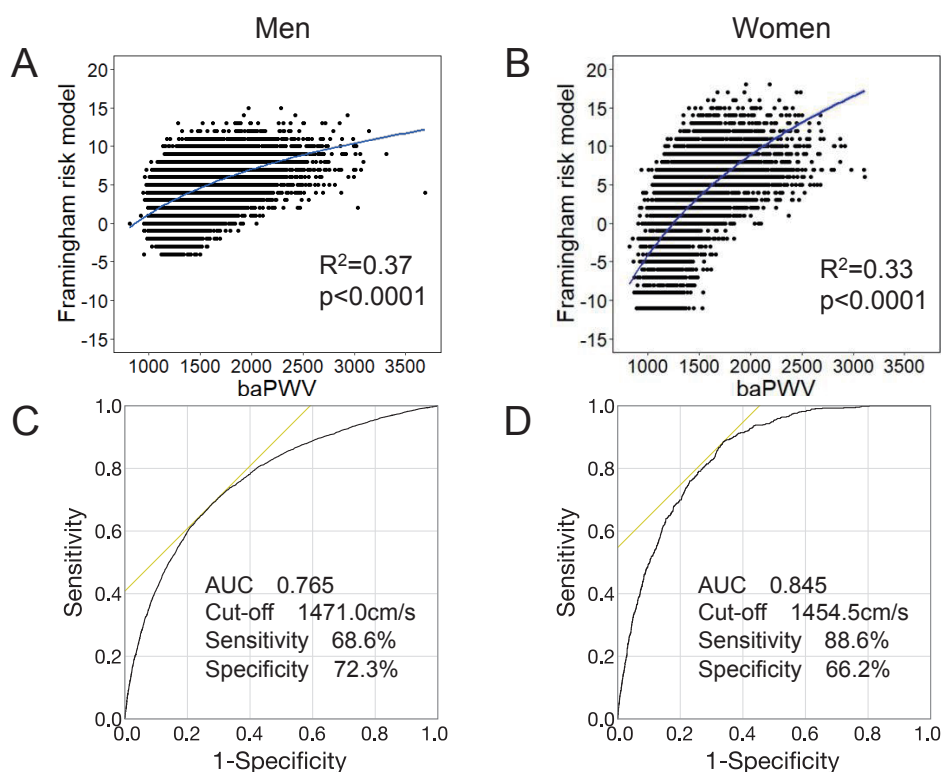 Men
Women
A
B
Framingham risk model
20
15
10
5
0
-5
-10
-15
R²=0.37
p<0.0001
1000 1500 2000 2500 3000 3500
baPWV
Framingham risk model
20
15
10
5
0
-5
-10
-15
R²=0.33
p<0.0001
1000 1500 2000 2500 3000 3500
baPWV
C
D
Sensitivity
1.0
0.8
0.6
0.4
0.2
0.0
AUC 0.765
Cut-off 1471.0cm/s
Sensitivity 68.6%
Specificity 72.3%
0.0 0.2 0.4 0.6 0.8 1.0
1-Specificity
Sensitivity
1.0
0.8
0.6
0.4
0.2
0.0
AUC 0.845
Cut-off 1454.5cm/s
Sensitivity 88.6%
Specificity 66.2%
0.0 0.2 0.4 0.6 0.8 1.0
1-Specificity